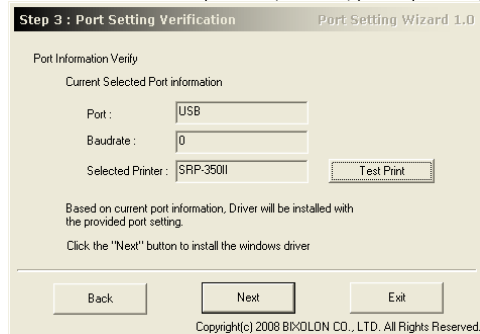 Step 3 : Port Setting Verification Port Setting Wizard 1.0
Port Information Verify
Current Selected Port information
Port : USB
Baudrate : 0
Selected Printer : SRP-350II Test Print
Based on current port information, Driver will be installed with
the provided port setting.
Click the "Next" button to install the windows driver
Back Next Exit
Copyright(c) 2008 BIXOLON CO., LTD. All Rights Reserved.